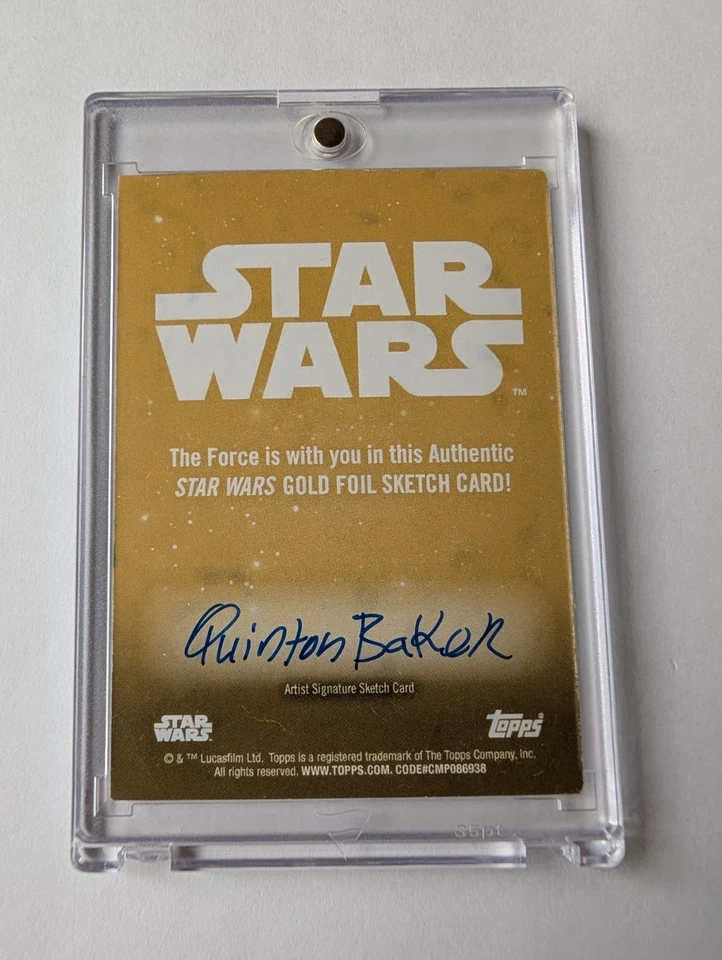 STAR
WARS
™
The Force is with you in this Authentic
STAR WARS GOLD FOIL SKETCH CARD!
Quinton Baker
Artist Signature Sketch Card
STAR
WARS
Topps®
© & ™ Lucasfilm Ltd. Topps is a registered trademark of The Topps Company, Inc.
All rights reserved. WWW.TOPPS.COM. CODE#CMP086938
35pt